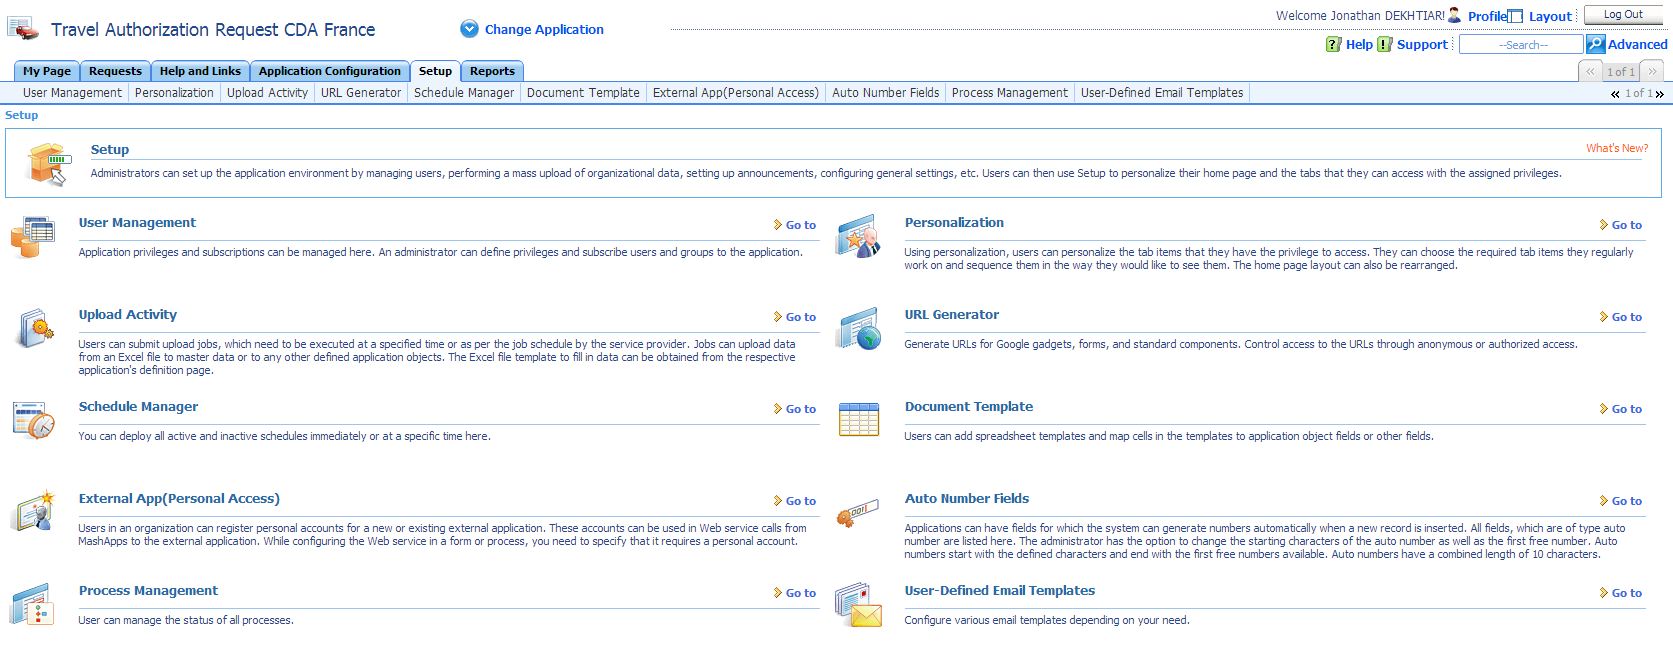 Travel Authorization Request CDA France
Change Application
Welcome Jonathan DEKHTIAR! Profile Layout Log Out
Help Support --Search-- Advanced
My Page Requests Help and Links Application Configuration Setup Reports « 1 of 1 »
User Management Personalization Upload Activity URL Generator Schedule Manager Document Template External App(Personal Access) Auto Number Fields Process Management User-Defined Email Templates « 1 of 1 »
Setup
Setup What's New?
Administrators can set up the application environment by managing users, performing a mass upload of organizational data, setting up announcements, configuring general settings, etc. Users can then use Setup to personalize their home page and the tabs that they can access with the assigned privileges.
User Management Go to
Application privileges and subscriptions can be managed here. An administrator can define privileges and subscribe users and groups to the application.
Personalization Go to
Using personalization, users can personalize the tab items that they have the privilege to access. They can choose the required tab items they regularly
work on and sequence them in the way they would like to see them. The home page layout can also be rearranged.
Upload Activity Go to
Users can submit upload jobs, which need to be executed at a specified time or as per the job schedule by the service provider. Jobs can upload data
from an Excel file to master data or to any other defined application objects. The Excel file template to fill in data can be obtained from the respective
application's definition page.
URL Generator Go to
Generate URLs for Google gadgets, forms, and standard components. Control access to the URLs through anonymous or authorized access.
Schedule Manager Go to
You can deploy all active and inactive schedules immediately or at a specific time here.
Document Template Go to
Users can add spreadsheet templates and map cells in the templates to application object fields or other fields.
External App(Personal Access) Go to
Users in an organization can register personal accounts for a new or existing external application. These accounts can be used in Web service calls from
MashApps to the external application. While configuring the Web service in a form or process, you need to specify that it requires a personal account.
Auto Number Fields Go to
Applications can have fields for which the system can generate numbers automatically when a new record is inserted. All fields, which are of type auto
number are listed here. The administrator has the option to change the starting characters of the auto number as well as the first free number. Auto
numbers start with the defined characters and end with the first free numbers available. Auto numbers have a combined length of 10 characters.
Process Management Go to
User can manage the status of all processes.
User-Defined Email Templates Go to
Configure various email templates depending on your need.